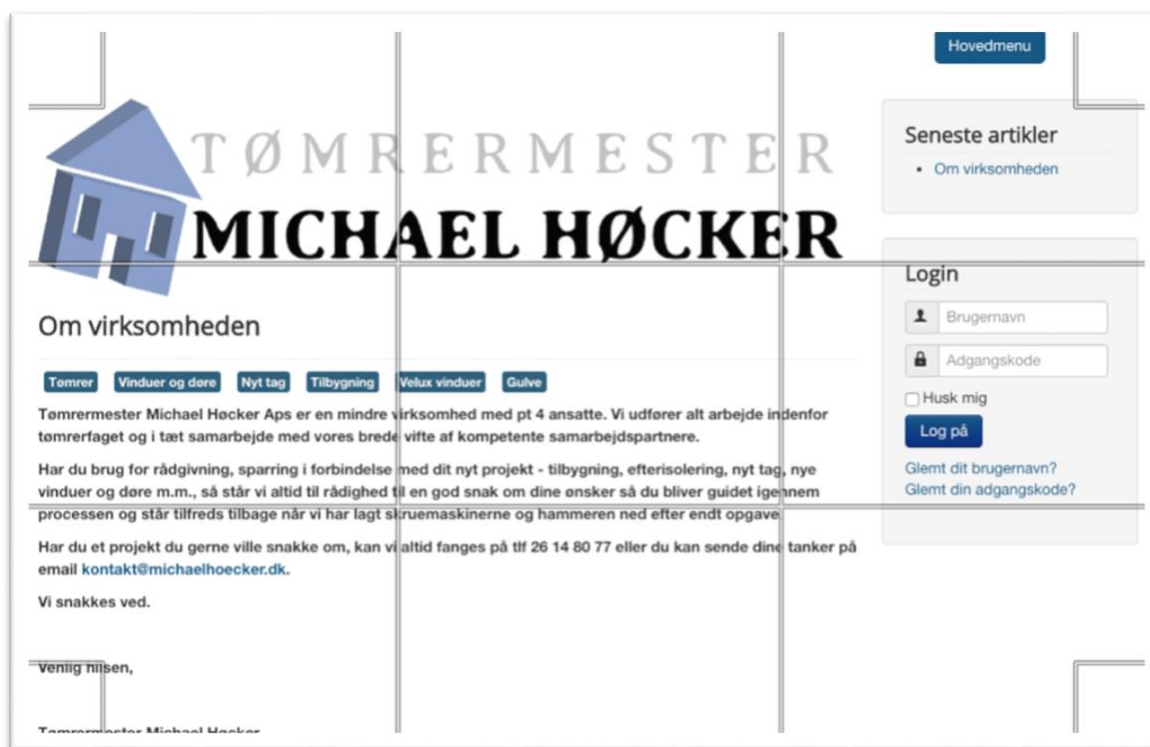 Hovedmenu
TØMRERMESTER
MICHAEL HØCKER
Om virksomheden
Tømrer Vinduer og døre Nyt tag Tilbygning Velux vinduer Gulve
Tømrermester Michael Høcker Aps er en mindre virksomhed med pt 4 ansatte. Vi udfører alt arbejde indenfor
tømrerfaget og i tæt samarbejde med vores brede vifte af kompetente samarbejdspartnere.
Har du brug for rådgivning, sparring i forbindelse med dit nyt projekt - tilbygning, efterisolering, nyt tag, nye
vinduer og døre m.m., så står vi altid til rådighed til en god snak om dine ønsker så du bliver guidet igennem
processen og står tilfreds tilbage når vi har lagt skruemaskinerne og hammeren ned efter endt opgave.
Har du et projekt du gerne ville snakke om, kan vi altid fanges på tlf 26 14 80 77 eller du kan sende dine tanker på
email kontakt@michaelhoecker.dk.
Vi snakkes ved.
Venlig hilsen,
Tømrermester Michael Høcker
Seneste artikler
Om virksomheden
Login
Brugernavn
Adgangskode
Husk mig
Log på
Glemt dit brugernavn?
Glemt din adgangskode?